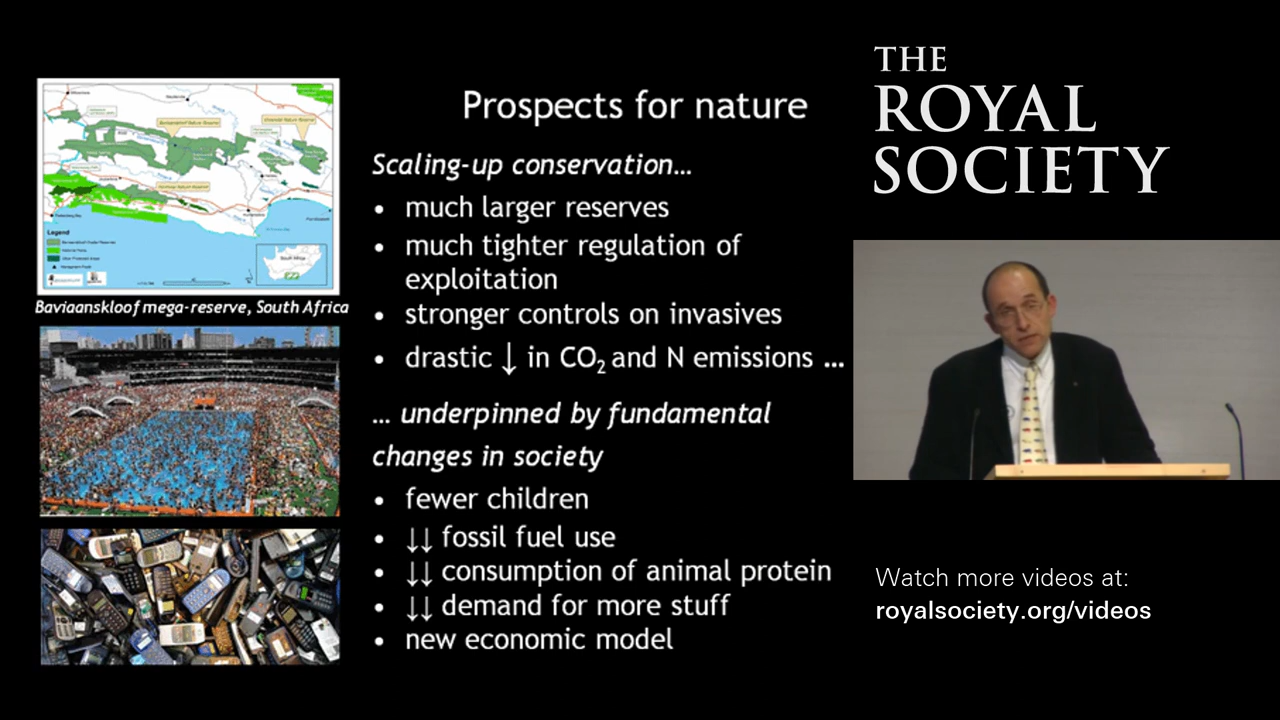 Prospects for nature
Scaling-up conservation...
• much larger reserves
• much tighter regulation of
exploitation
• stronger controls on invasives
• drastic ↓ in CO₂ and N emissions ...
... underpinned by fundamental
changes in society
• fewer children
• ↓↓ fossil fuel use
• ↓↓ consumption of animal protein
• ↓↓ demand for more stuff
• new economic model
Legend
South Africa
Baviaanskloof mega-reserve, South Africa
THE
ROYAL
SOCIETY
Watch more videos at:
royalsociety.org/videos